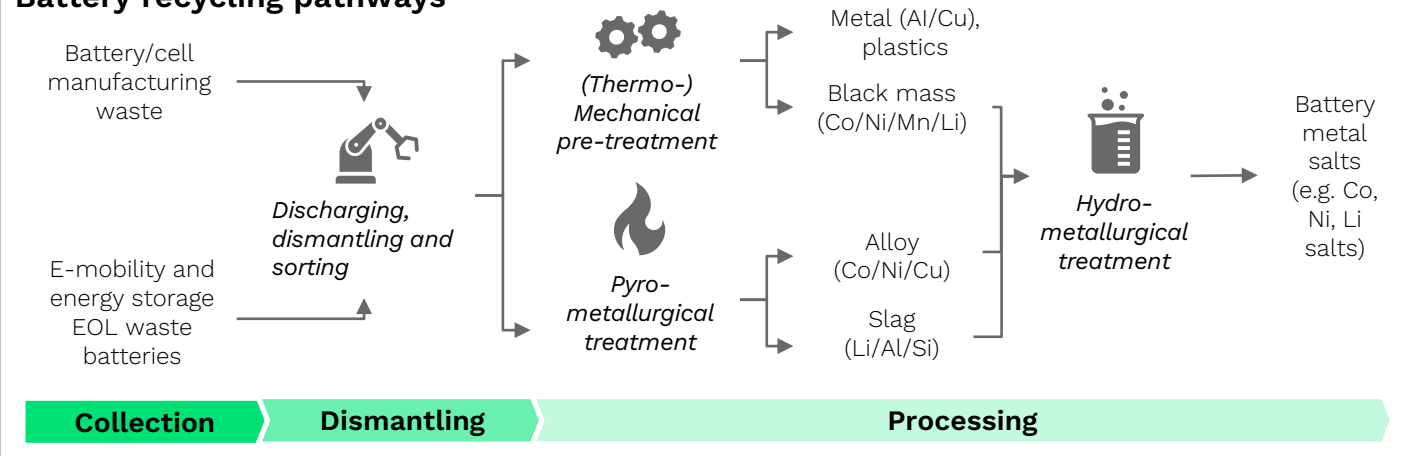 Battery recycling pathways
Battery/cell
manufacturing
waste
E-mobility and
energy storage
EOL waste
batteries
Discharging,
dismantling and
sorting
(Thermo-)
Mechanical
pre-treatment
Pyro-
metallurgical
treatment
Metal (Al/Cu),
plastics
Black mass
(Co/Ni/Mn/Li)
Alloy
(Co/Ni/Cu)
Slag
(Li/Al/Si)
Hydro-
metallurgical
treatment
Battery
metal
salts
(e.g. Co,
Ni, Li
salts)
Collection
Dismantling
Processing